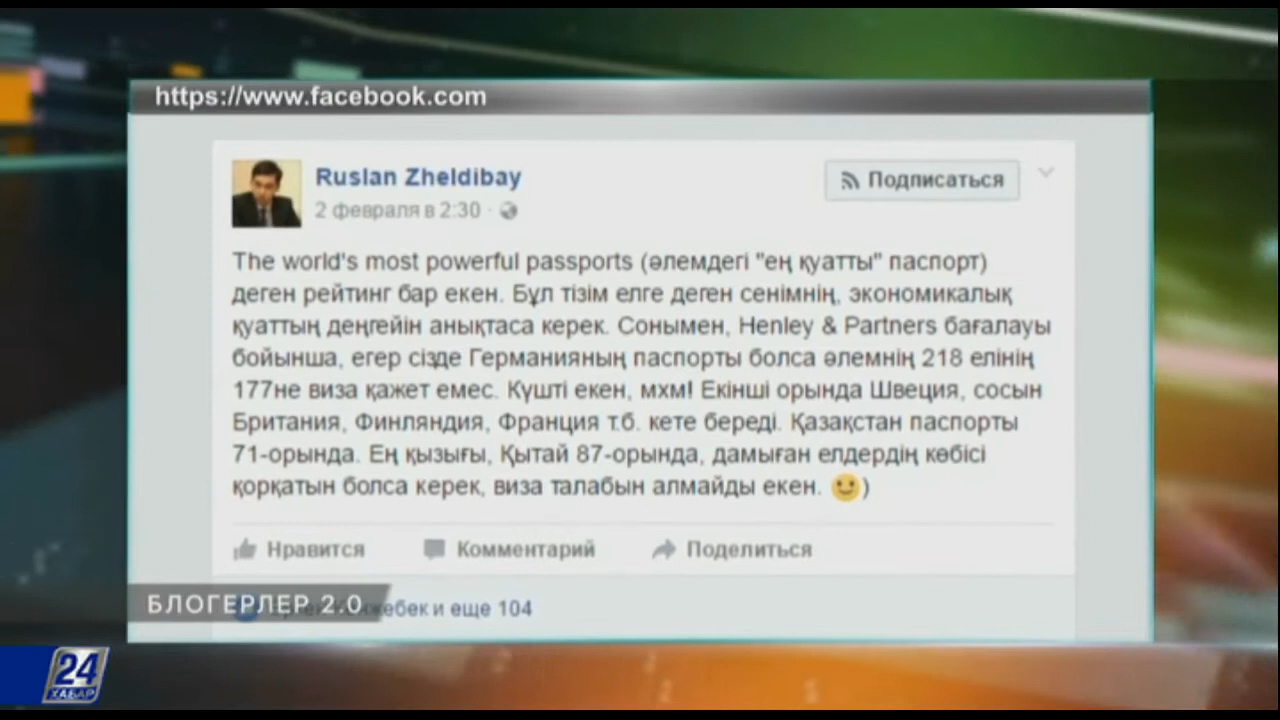 https://www.facebook.com
Ruslan Zheldibay
Подписаться
2 февраля в 2:30
The world's most powerful passports (әлемдегі "ең қуатты" паспорт)
деген рейтинг бар екен. Бұл тізім елге деген сенімнің, экономикалық
қуаттың деңгейін анықтаса керек. Сонымен, Henley & Partners бағалауы
бойынша, егер сізде Германияның паспорты болса әлемнің 218 елінің
177не виза қажет емес. Күшті екен, мхм! Екінші орында Швеция, сосын
Британия, Финляндия, Франция т.б. кете береді. Қазақстан паспорты
71-орында. Ең қызығы, Қытай 87-орында, дамыған елдердің көбісі
қорқатын болса керек, виза талабын алмайды екен. 🙂)
Нравится Комментарий Поделиться
и еще 104
БЛОГЕРЛЕР 2.0
24
ХАБАР